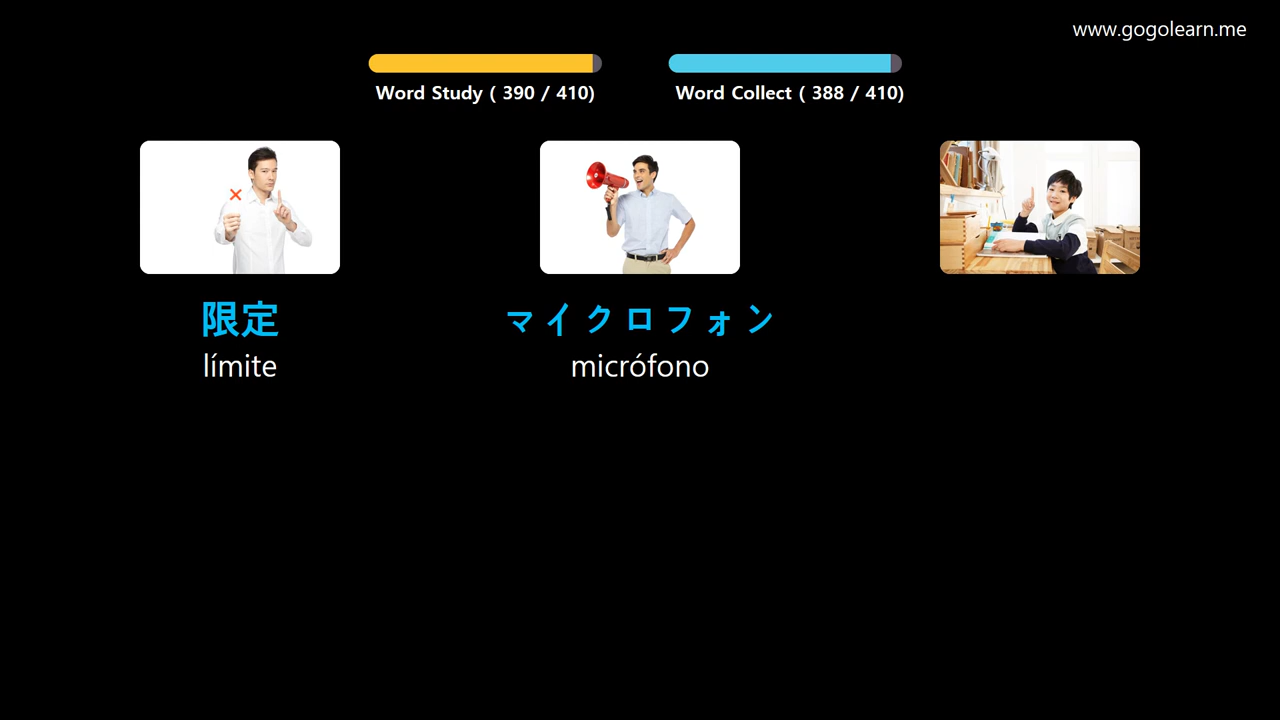 www.gogolearn.me
Word Study ( 390 / 410)
Word Collect ( 388 / 410)
限定
マイクロフォン
límite
micrófono